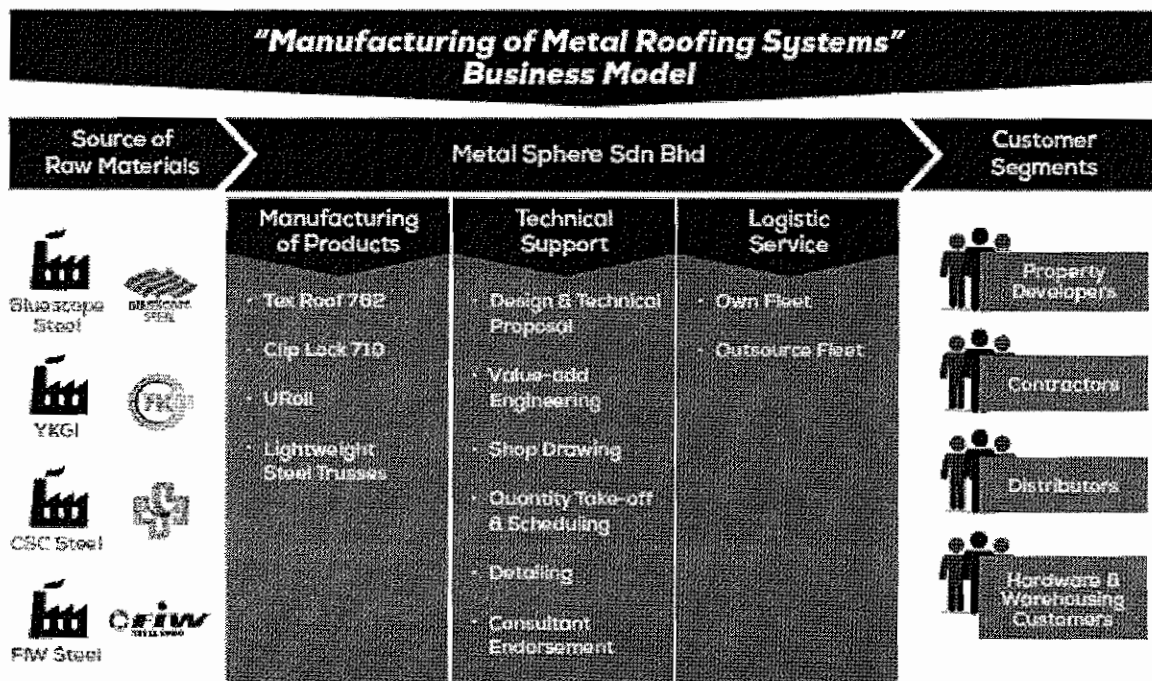 “Manufacturing of Metal Roofing Systems”
Business Model
Source of
Raw Materials
Metal Sphere Sdn Bhd
Customer
Segments
Manufacturing
of Products
Technical
Support
Logistic
Service
Bluescope
Steel
BLUESCOPE
STEEL
YKGI
CSC Steel
FIW Steel
FIW
• Tex Roof 762
• Clip Lock 710
• URoll
• Lightweight
Steel Trusses
Design & Technical
Proposal
• Value-add
Engineering
• Shop Drawing
• Quantity Take-off
& Scheduling
• Detailing
• Consultant
Endorsement
• Own Fleet
• Outsource Fleet
Property
Developers
Contractors
Distributors
Hardware &
Warehousing
Customers